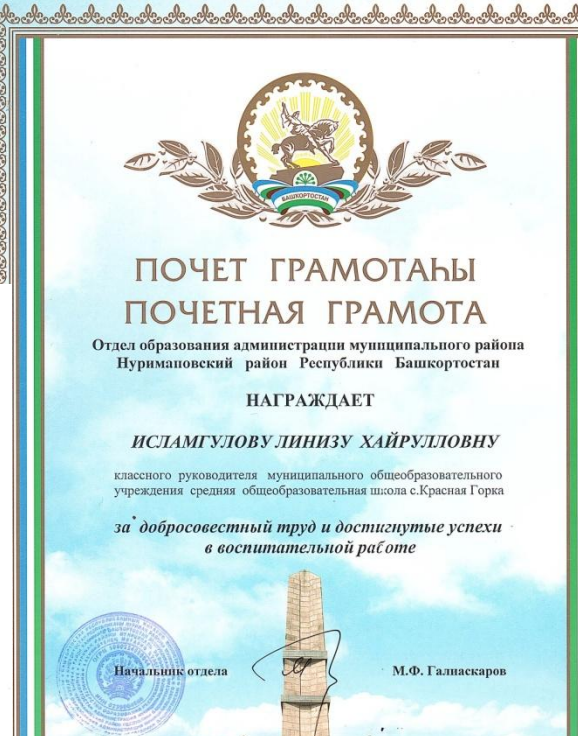 БАШКОРТОСТАН
ПОЧЕТ ГРАМОТАҺЫ
ПОЧЕТНАЯ ГРАМОТА
Отдел образования администрации муниципального района
Нуримановский район Республики Башкортостан
НАГРАЖДАЕТ
ИСЛАМГУЛОВУ ЛИНИЗУ ХАЙРУЛЛОВНУ
классного руководителя муниципального общеобразовательного
учреждения средняя общеобразовательная школа с.Красная Горка
за добросовестный труд и достигнутые успехи
в воспитательной работе
Начальник отдела М.Ф. Галиаскаров